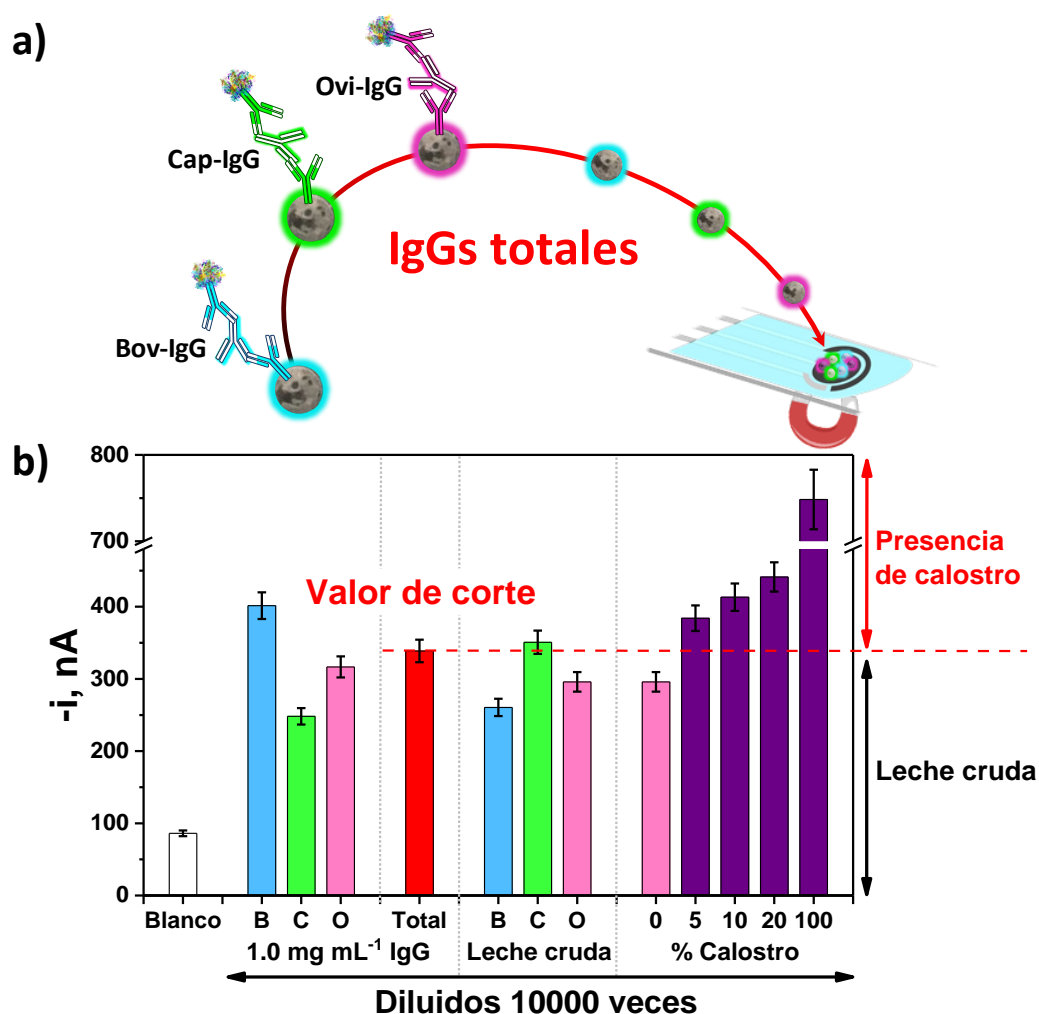 a)
Ovi-IgG
Cap-IgG
IgGs totales
Bov-IgG
b)
800
700
400
300
200
100
0
-i, nA
Valor de corte
Presencia
de calostro
Leche cruda
Blanco B C O Total B C O 0 5 10 20 100
1.0 mg mL⁻¹ IgG Leche cruda % Calostro
Diluidos 10000 veces